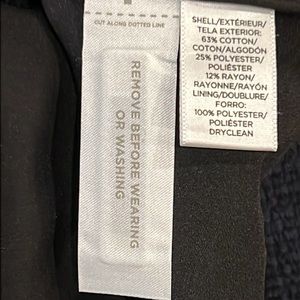 CUT ALONG DOTTED LINE
REMOVE BEFORE WEARING
OR WASHING
SHELL/EXTÉRIEUR/
TELA EXTERIOR:
63% COTTON/
COTON/ALGODÓN
25% POLYESTER/
POLIÉSTER
12% RAYON/
RAYONNE/RAYÓN
LINING/DOUBLURE/
FORRO:
100% POLYESTER/
POLIÉSTER
DRYCLEAN